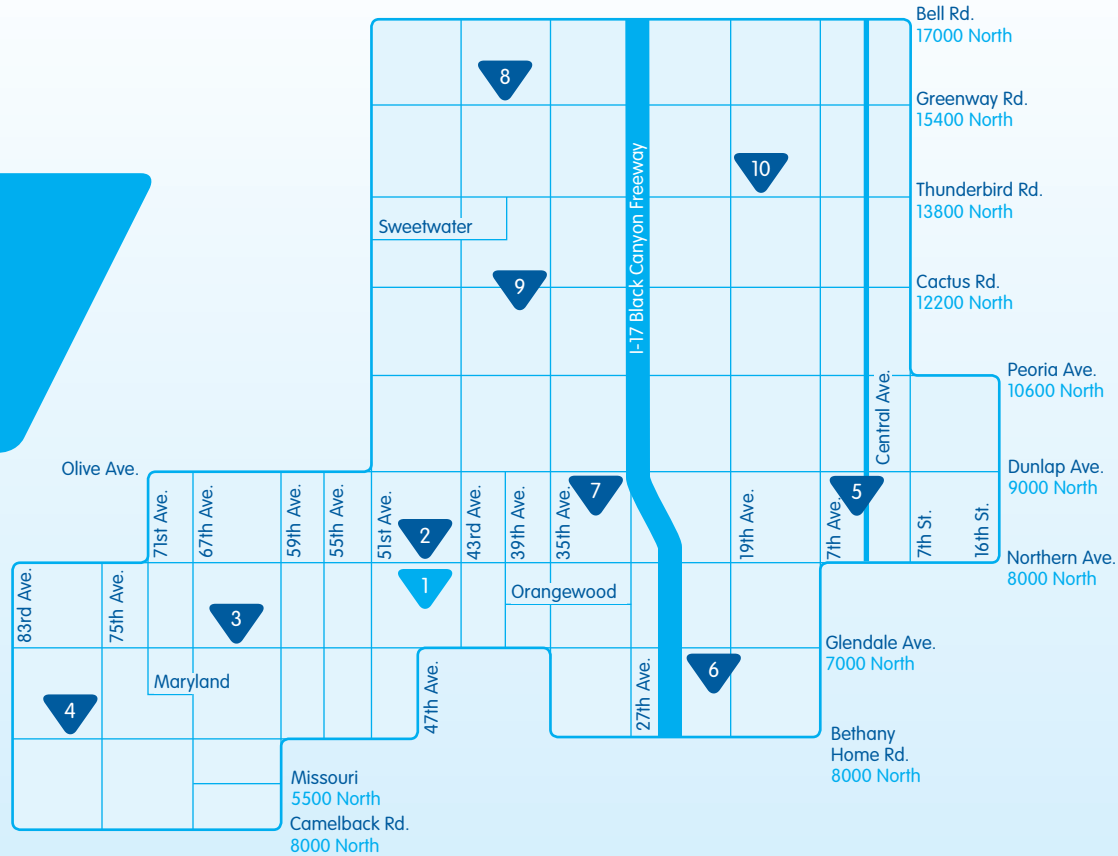 Bell Rd.
17000 North
8
Greenway Rd.
15400 North
10
Thunderbird Rd.
13800 North
Sweetwater
I-17 Black Canyon Freeway
9
Cactus Rd.
12200 North
Peoria Ave.
10600 North
Central Ave.
Olive Ave.
Dunlap Ave.
9000 North
71st Ave.
67th Ave.
59th Ave.
55th Ave.
51st Ave.
2
43rd Ave.
39th Ave.
35th Ave.
7
19th Ave.
7th Ave.
5
7th St.
16th St.
Northern Ave.
8000 North
83rd Ave.
75th Ave.
3
1
Orangewood
Glendale Ave.
7000 North
Maryland
4
47th Ave.
27th Ave.
6
Bethany
Home Rd.
8000 North
Missouri
5500 North
Camelback Rd.
8000 North